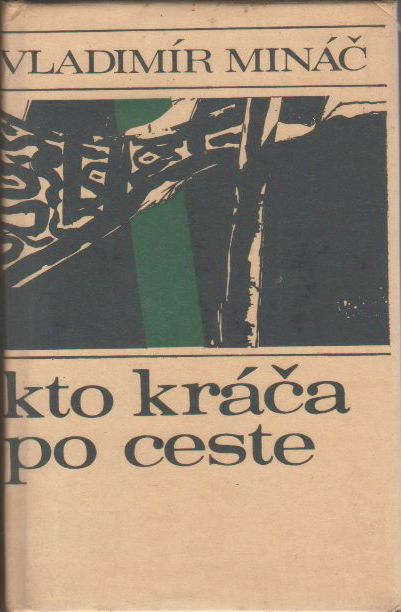 VLADIMÍR MINÁČ
kto kráča
po ceste